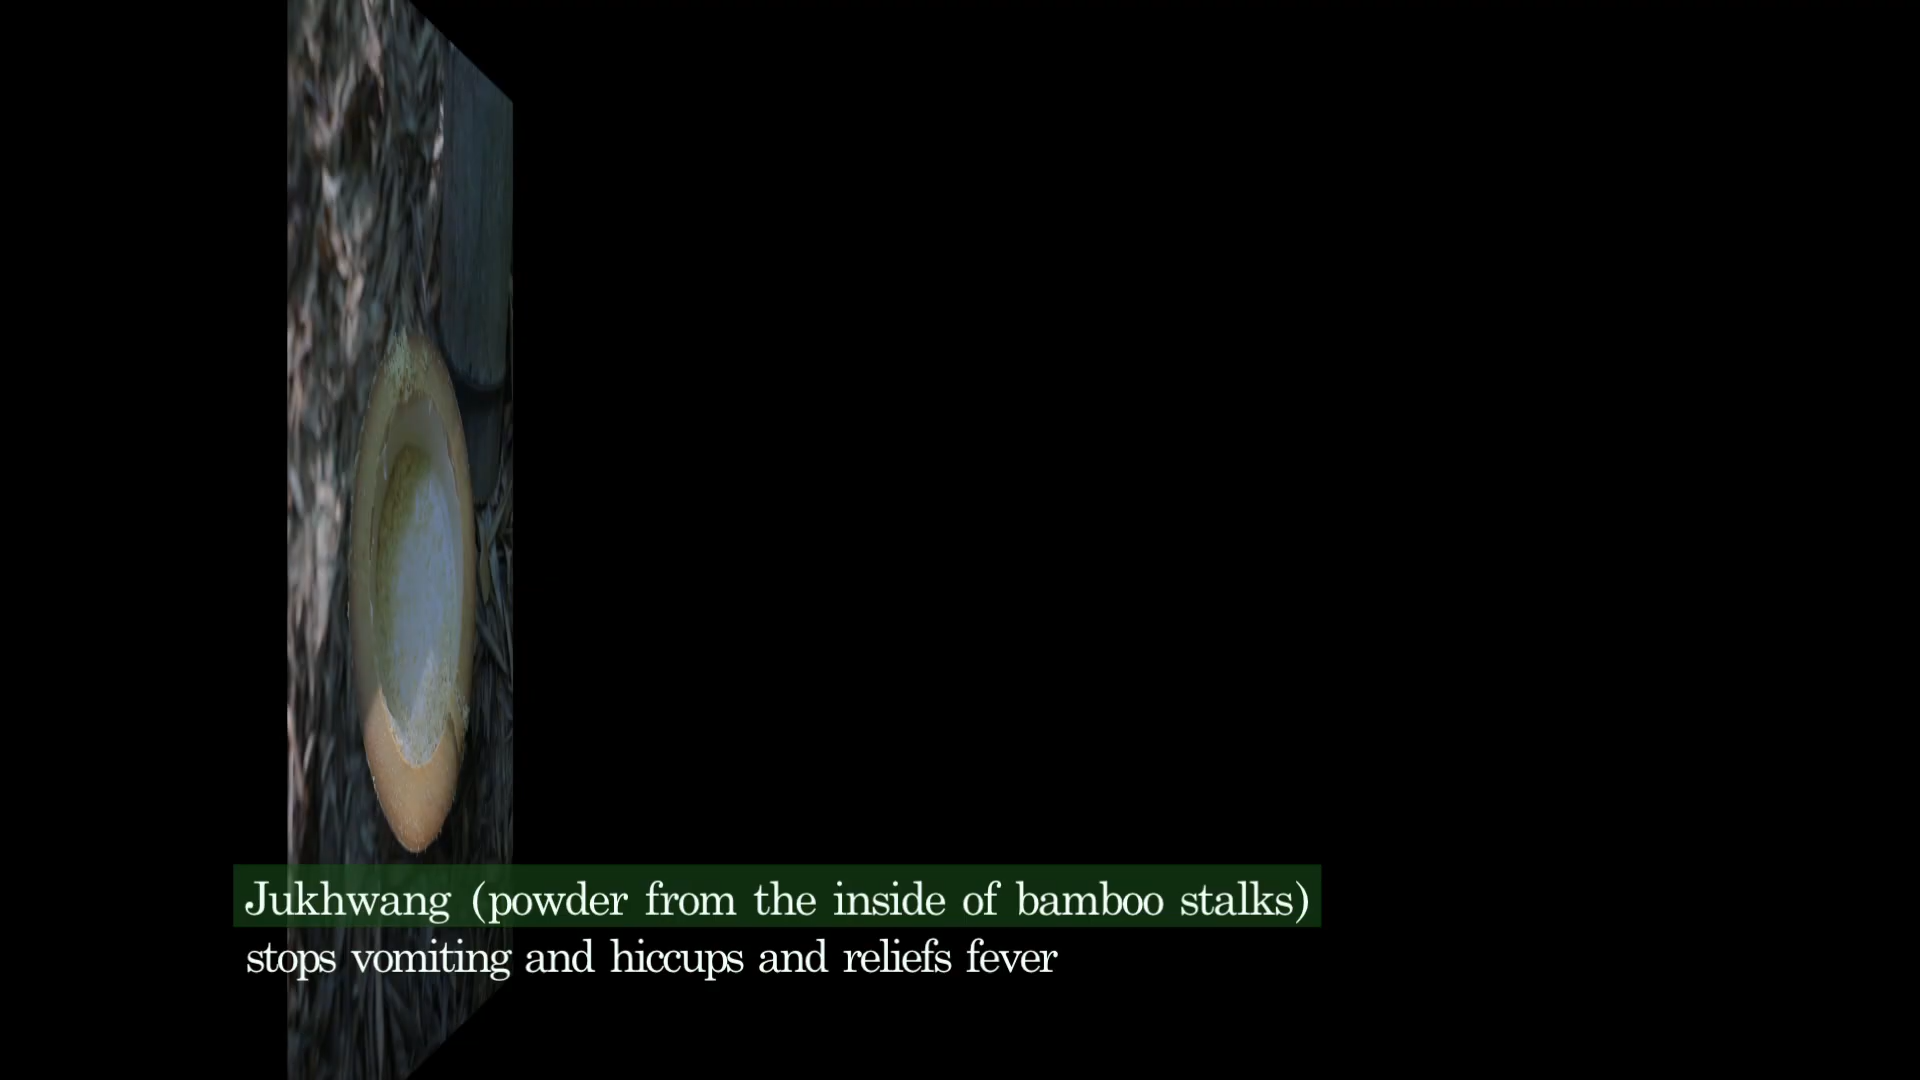 Jukhwang (powder from the inside of bamboo stalks)
stops vomiting and hiccups and reliefs fever